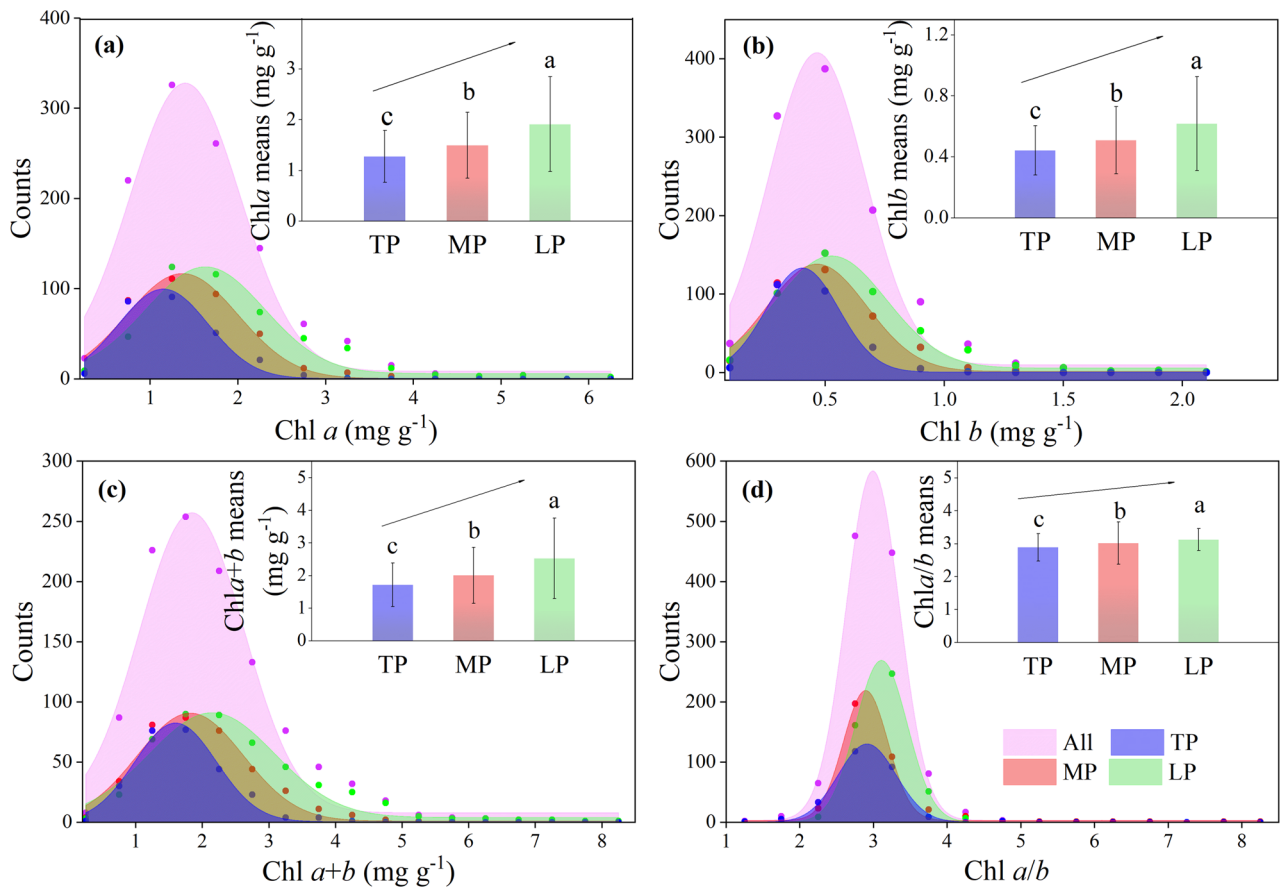 (a)
400
300
200
100
0
Counts
1
2
3
4
5
6
Chl a (mg g-1)
Chla means (mg g-1)
3
2
1
0
c
b
a
TP
MP
LP
(b)
400
300
200
100
0
Counts
0.5
1.0
1.5
2.0
Chl b (mg g-1)
Chlb means (mg g-1)
1.2
0.8
0.4
0.0
c
b
a
TP
MP
LP
(c)
300
250
200
150
100
50
0
Counts
1
2
3
4
5
6
7
8
Chl a+b (mg g-1)
Chla+b means
(mg g-1)
5
4
3
2
1
0
c
b
a
TP
MP
LP
(d)
600
500
400
300
200
100
0
Counts
1
2
3
4
5
6
7
8
Chl a/b
Chla/b means
5
4
3
2
1
0
c
b
a
TP
MP
LP
All
TP
MP
LP